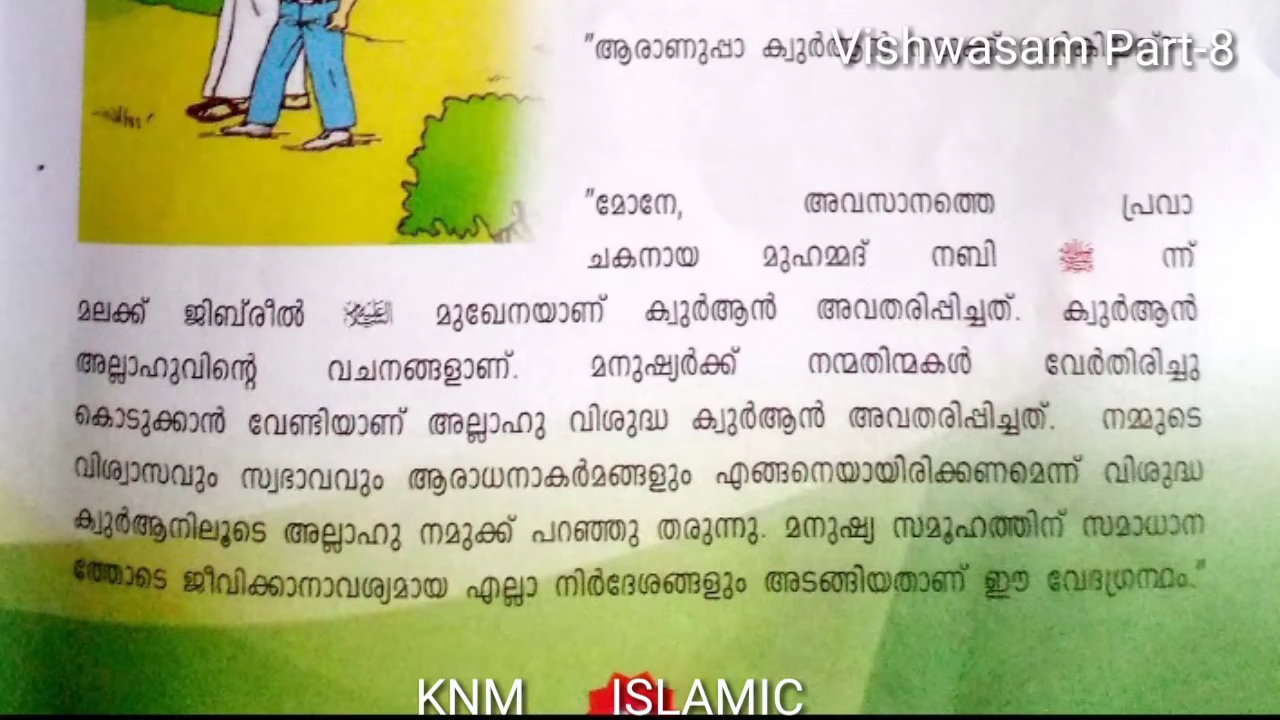 "ആരാണുപ്പാ
Vishwasam Part-8
"മോനേ, അവസാനത്തെ പ്രവാ
ചകനായ മുഹമ്മദ് നബി ﷺ ന്ന്
മലക്ക് ജിബ്‌രീൽ മുഖേനയാണ് ക്വുർആൻ അവതരിപ്പിച്ചത്. ക്വുർആൻ
അല്ലാഹുവിന്റെ വചനങ്ങളാണ്. മനുഷ്യർക്ക് നന്മതിന്മകൾ വേർതിരിച്ചു
കൊടുക്കാൻ വേണ്ടിയാണ് അല്ലാഹു വിശുദ്ധ ക്വുർആൻ അവതരിപ്പിച്ചത്. നമ്മുടെ
വിശ്വാസവും സ്വഭാവവും ആരാധനാകർമങ്ങളും എങ്ങനെയായിരിക്കണമെന്ന് വിശുദ്ധ
ക്വുർആനിലൂടെ അല്ലാഹു നമുക്ക് പറഞ്ഞു തരുന്നു. മനുഷ്യ സമൂഹത്തിന് സമാധാന
ത്തോടെ ജീവിക്കാനാവശ്യമായ എല്ലാ നിർദേശങ്ങളും അടങ്ങിയതാണ് ഈ വേദഗ്രന്ഥം."
KNM ISLAMIC